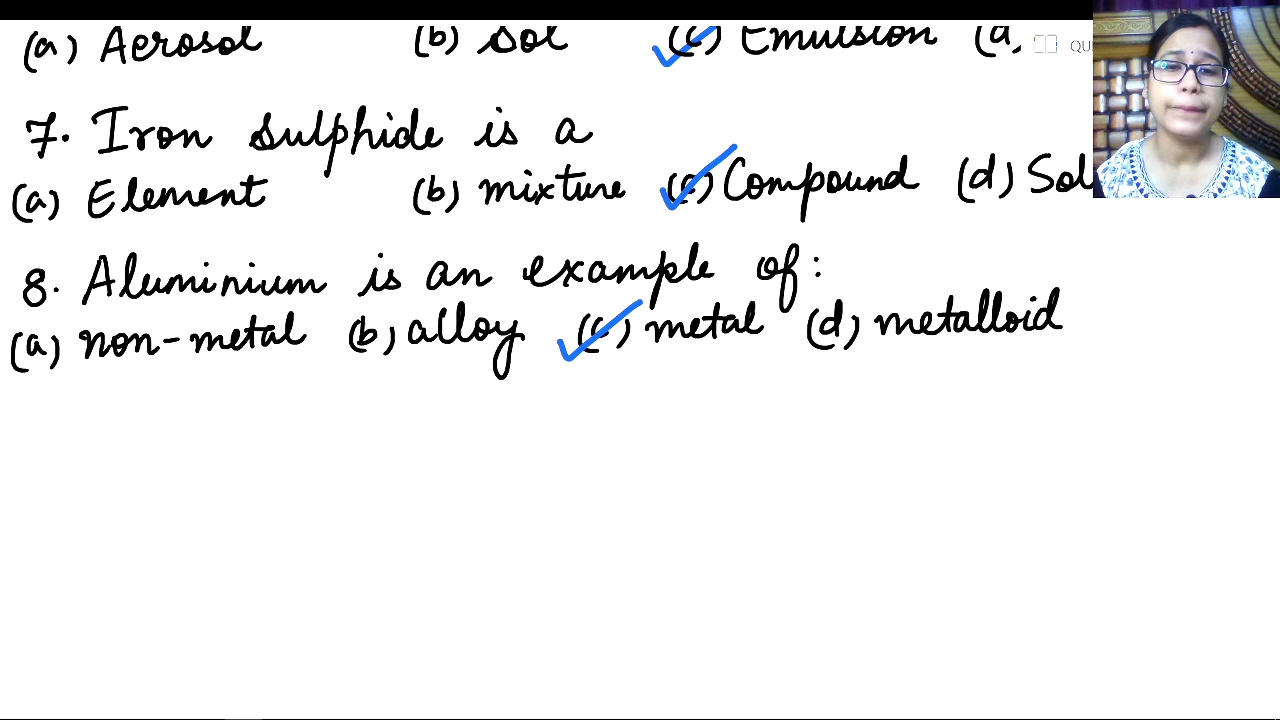 (a) Aerosol (b) Sol (c) Emulsion (d)
7. Iron Sulphide is a
(a) Element (b) mixture (c) Compound (d) Sol
8. Aluminium is an example of:
(a) non-metal (b) alloy (c) metal (d) metalloid